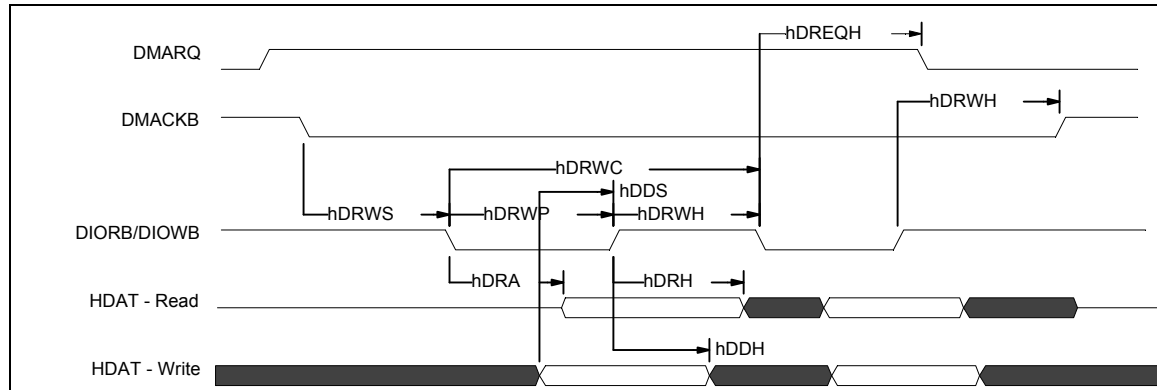 hDREQH
DMARQ
hDRWH
DMACKB
hDRWC
hDDS
hDRWS
hDRWP
hDRWH
DIORB/DIOWB
hDRA
hDRH
HDAT - Read
hDDH
HDAT - Write